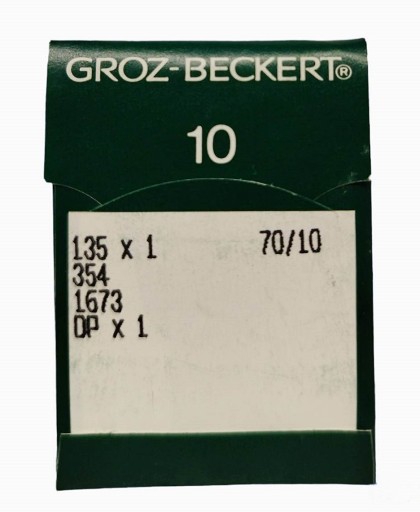 GROZ-BECKERT®
10
135 x 1 70/10
354
1673
DP x 1